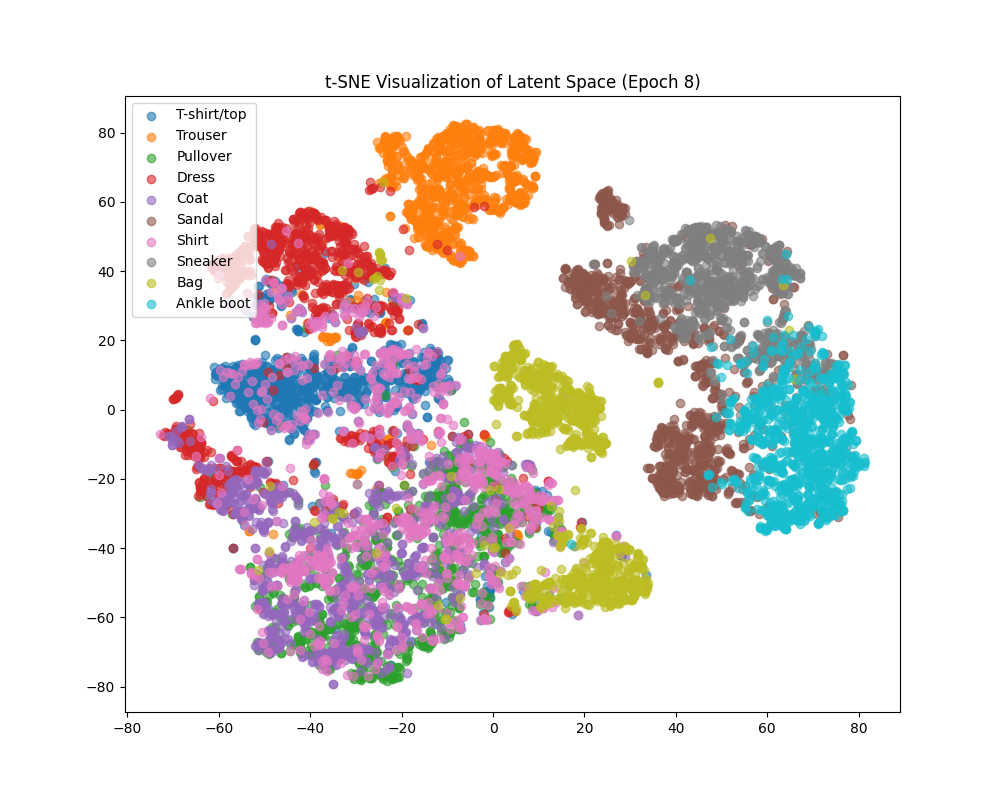 t-SNE Visualization of Latent Space (Epoch 8)
T-shirt/top
Trouser
Pullover
Dress
Coat
Sandal
Shirt
Sneaker
Bag
Ankle boot
80
60
40
20
0
−20
−40
−60
−80
−80 −60 −40 −20 0 20 40 60 80